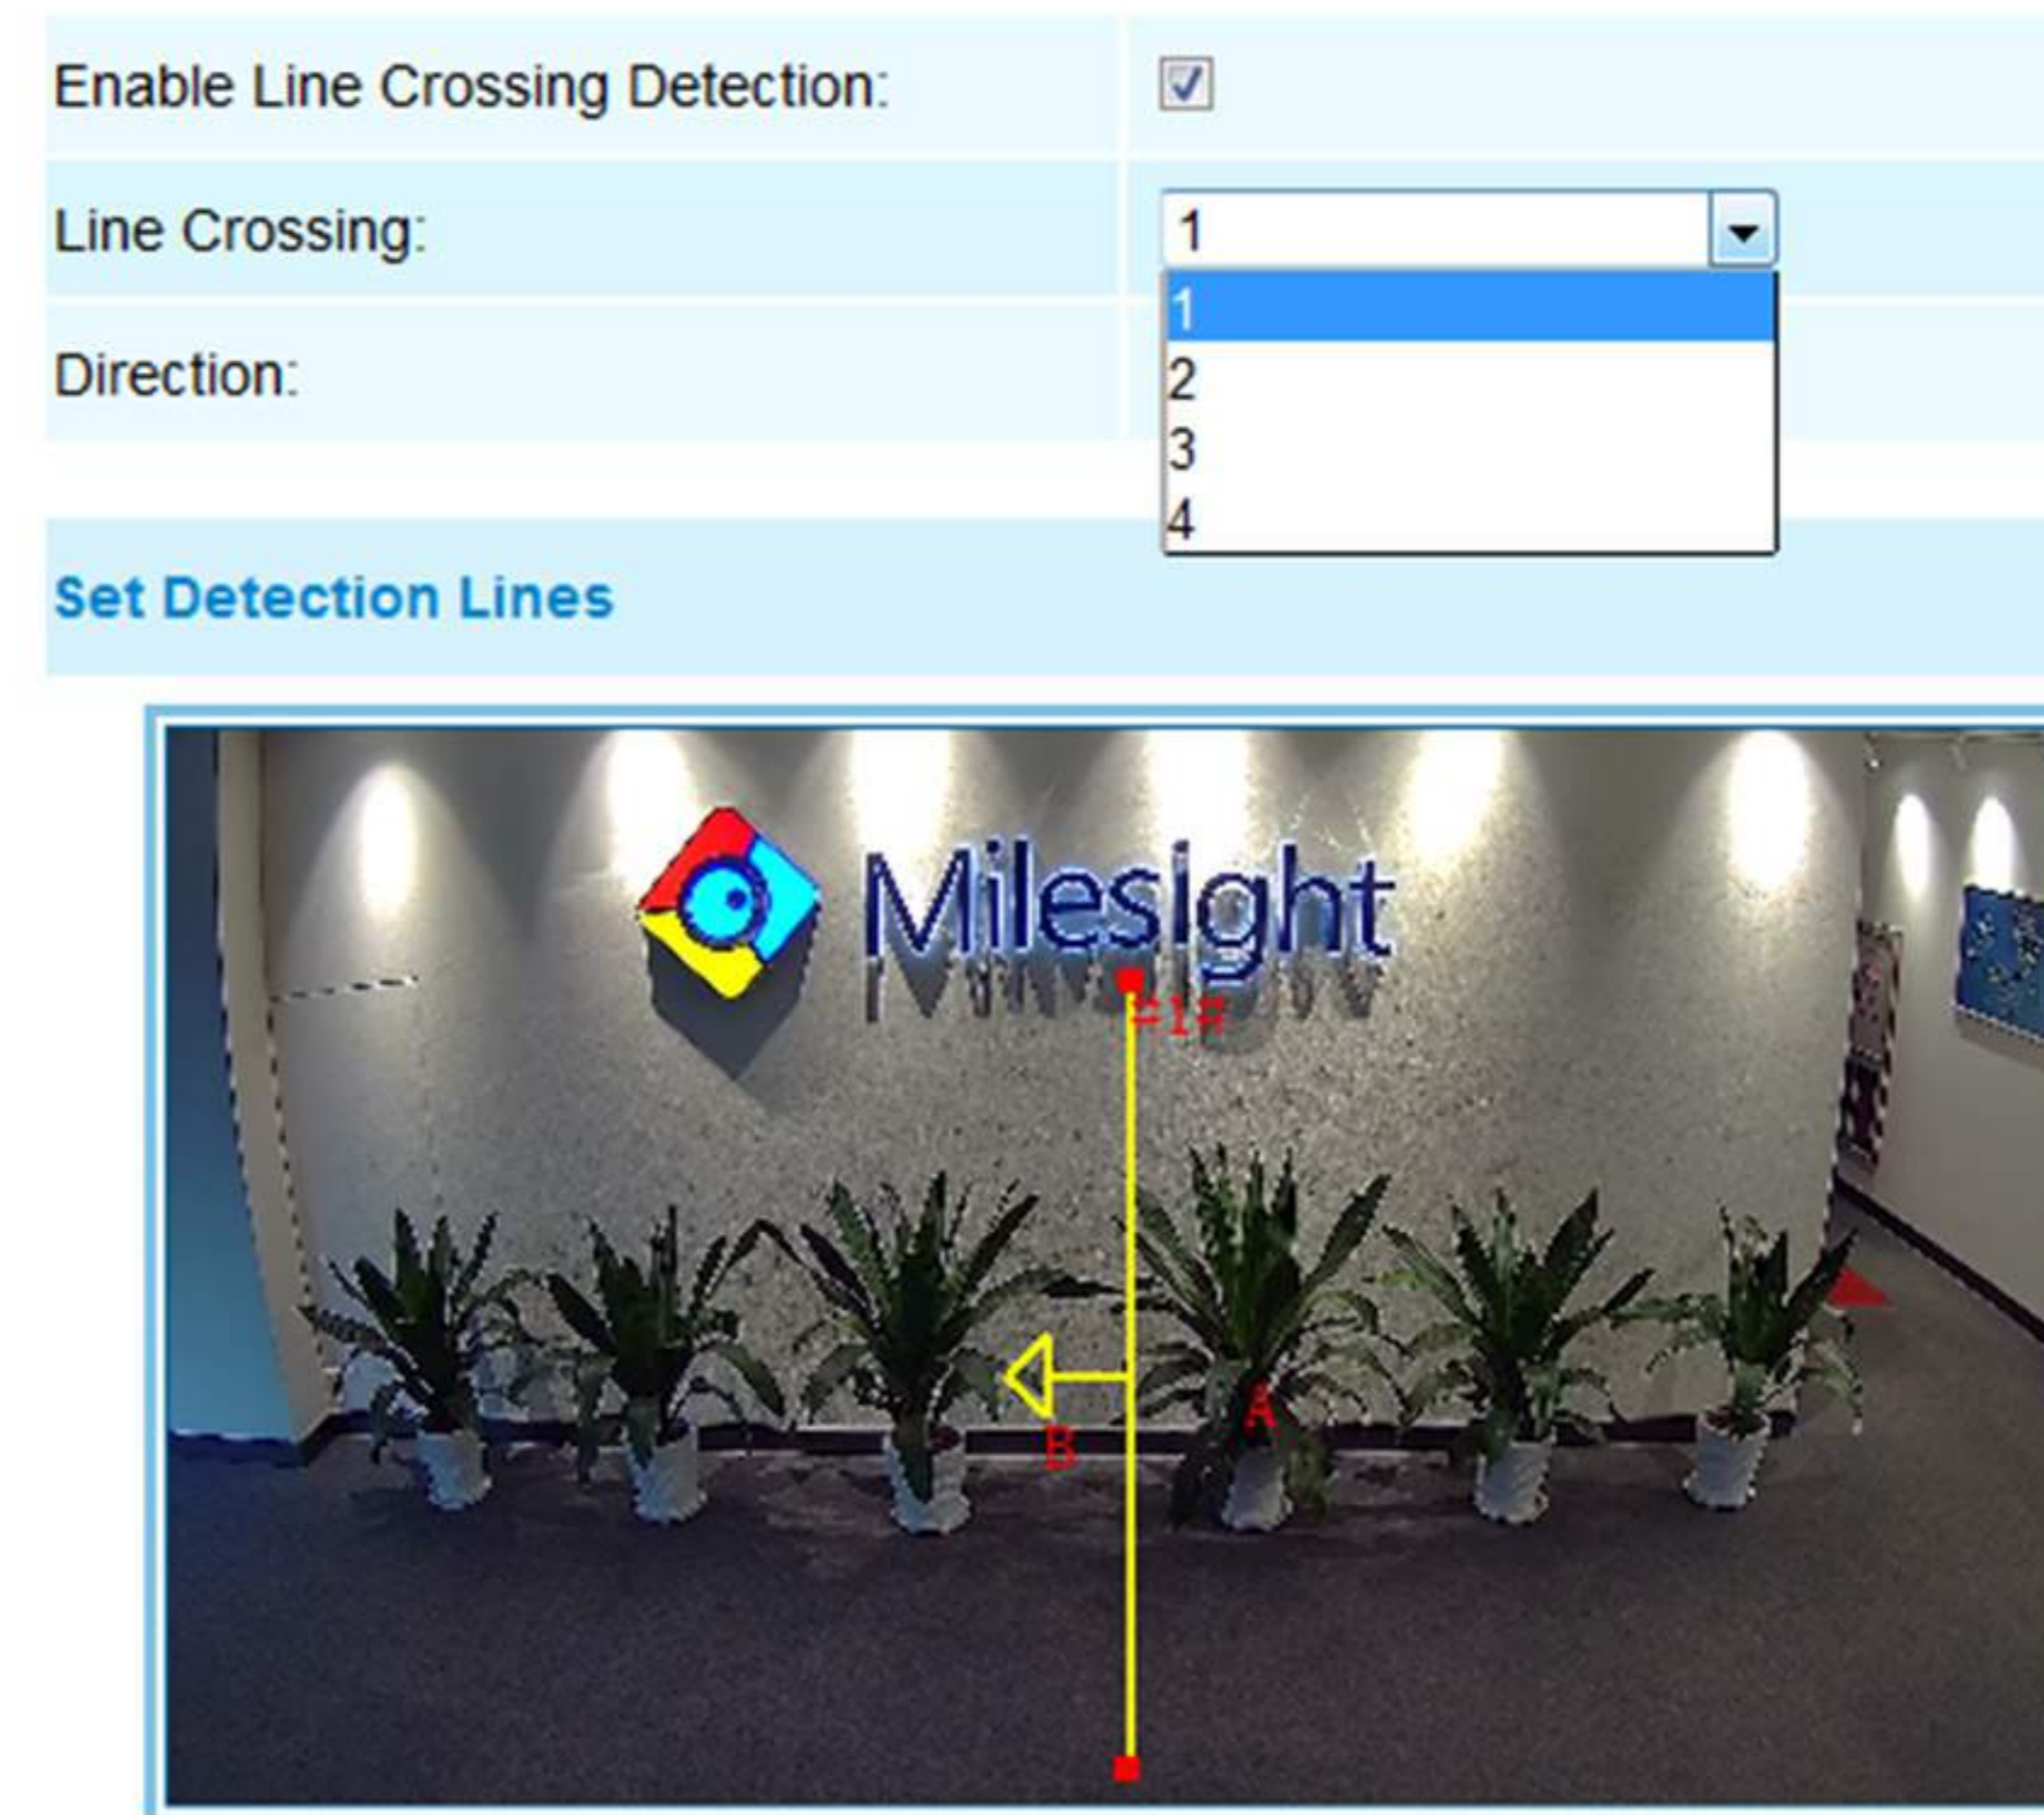 Enable Line Crossing Detection:
Line Crossing:
1
1
2
3
4
Direction:
Set Detection Lines
Milesight
#1#
A
B